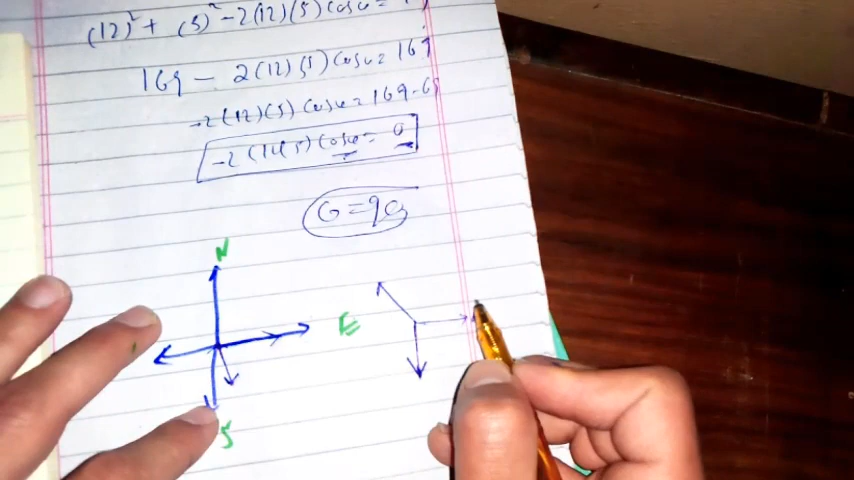 (12)² + (5)² - 2(12)(5) cosθ =
169 - 2(12)(5) cosθ = 169
-2(12)(5) cosθ = 169 - 16
-2(12)(5) cosθ = 0
θ = 90
N
E
S